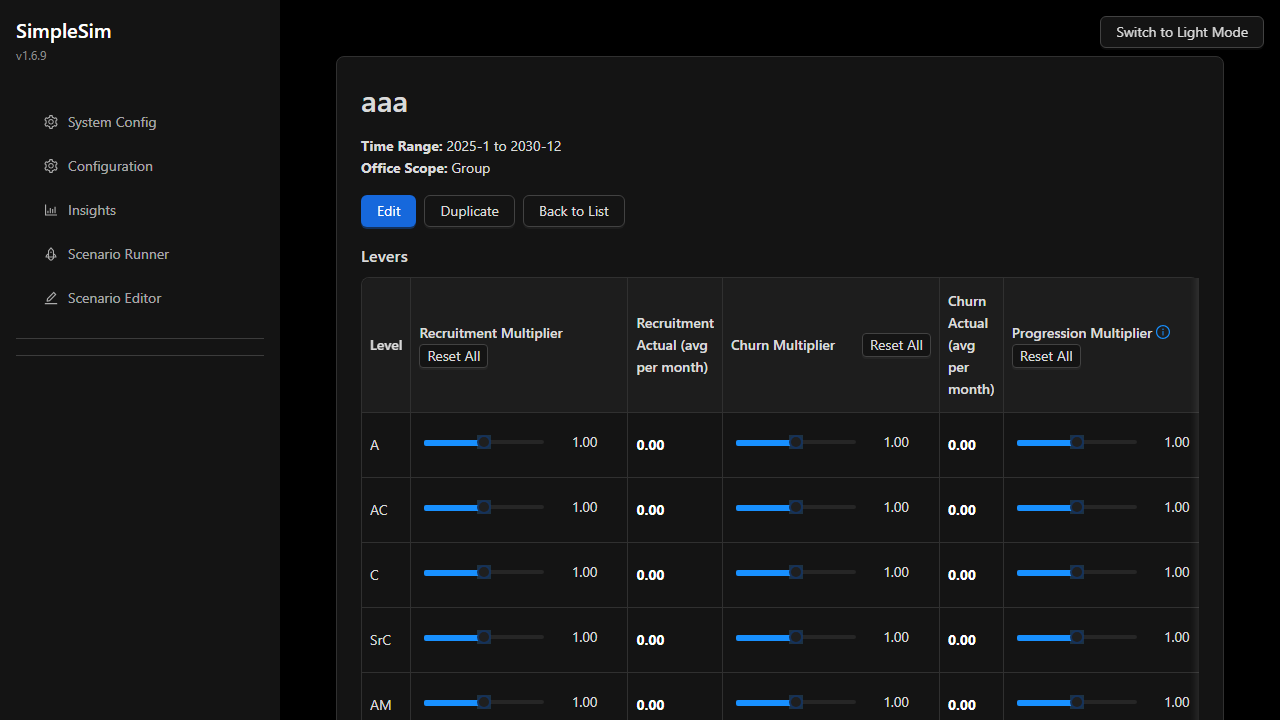 SimpleSim
v1.6.9
System Config
Configuration
Insights
Scenario Runner
Scenario Editor
Switch to Light Mode
aaa
Time Range: 2025-1 to 2030-12
Office Scope: Group
Edit Duplicate Back to List
Levers
Level
Recruitment Multiplier
Reset All
Recruitment
Actual (avg
per month)
Churn Multiplier Reset All
Churn
Actual
(avg
per
month)
Progression Multiplier
Reset All
A 1.00 0.00 1.00 0.00 1.00
AC 1.00 0.00 1.00 0.00 1.00
C 1.00 0.00 1.00 0.00 1.00
SrC 1.00 0.00 1.00 0.00 1.00
AM 1.00 0.00 1.00 0.00 1.00